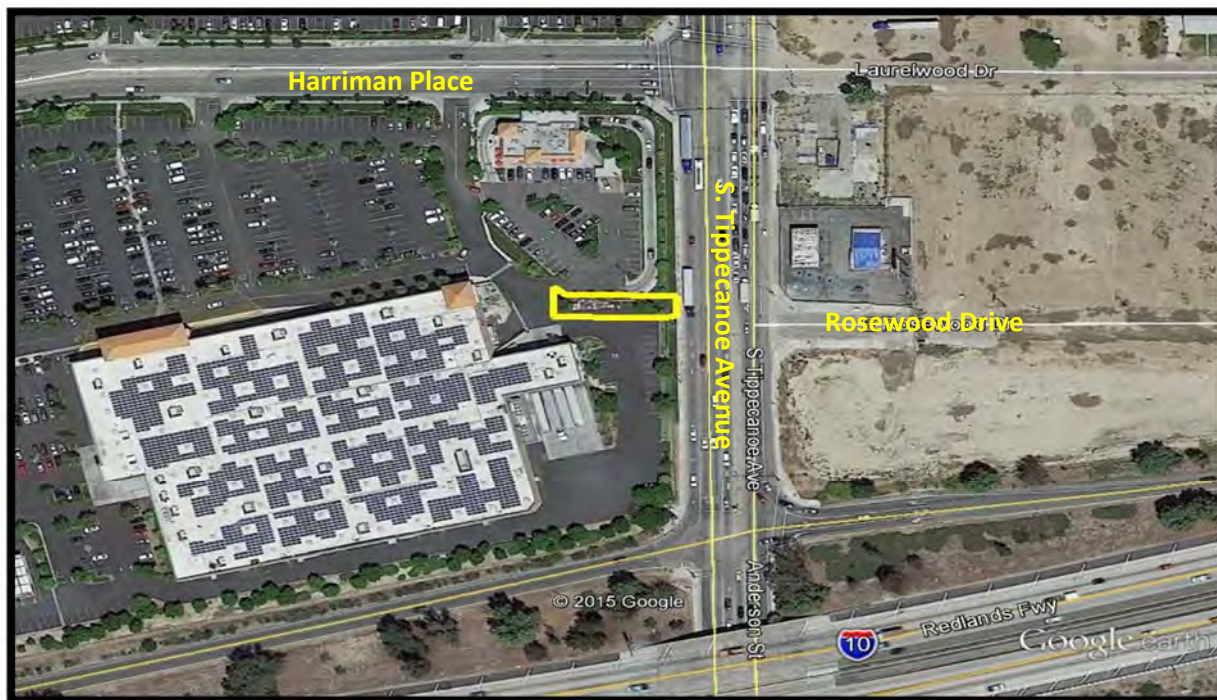 Harriman Place
Laurelwood Dr
S. Tippecanoe Avenue
Rosewood Drive
S Tippecanoe Ave
Anderson St
© 2015 Google
10
Redlands Fwy
Google earth